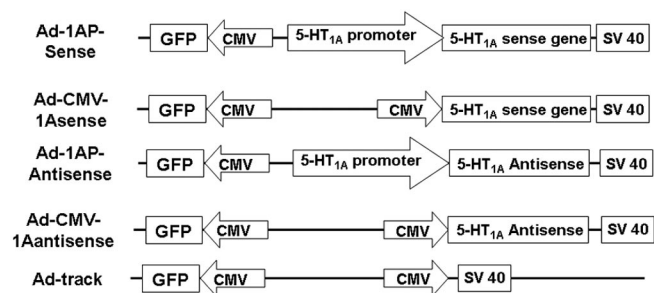 Ad-1AP-
Sense
GFP CMV 5-HT1A promoter 5-HT1A sense gene SV 40
Ad-CMV-
1Asense
GFP CMV CMV 5-HT1A sense gene SV 40
Ad-1AP-
Antisense
GFP CMV 5-HT1A promoter 5-HT1A Antisense SV 40
Ad-CMV-
1Aantisense
GFP CMV CMV 5-HT1A Antisense SV 40
Ad-track
GFP CMV CMV SV 40